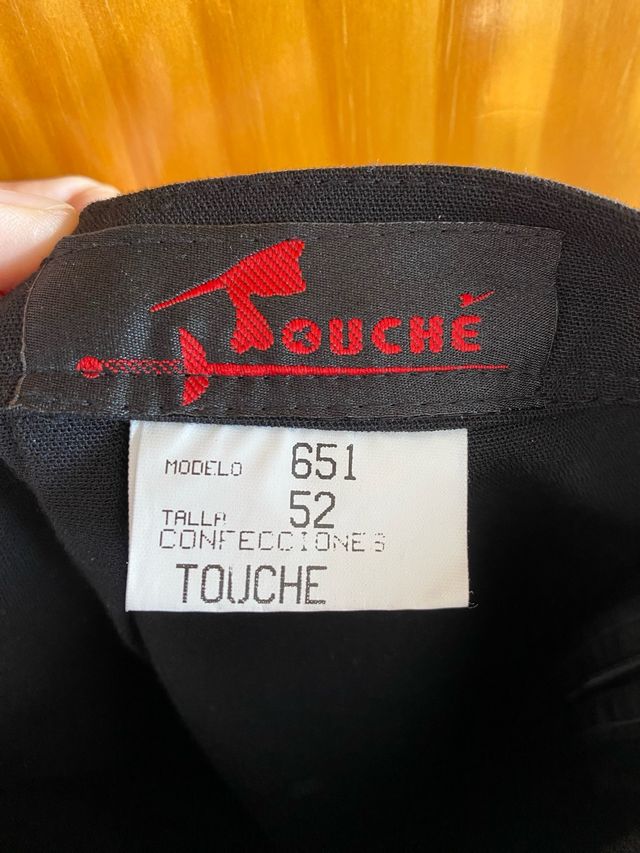 TOUCHÉ
MODELO 651
TALLA 52
CONFECCIONES
TOUCHE